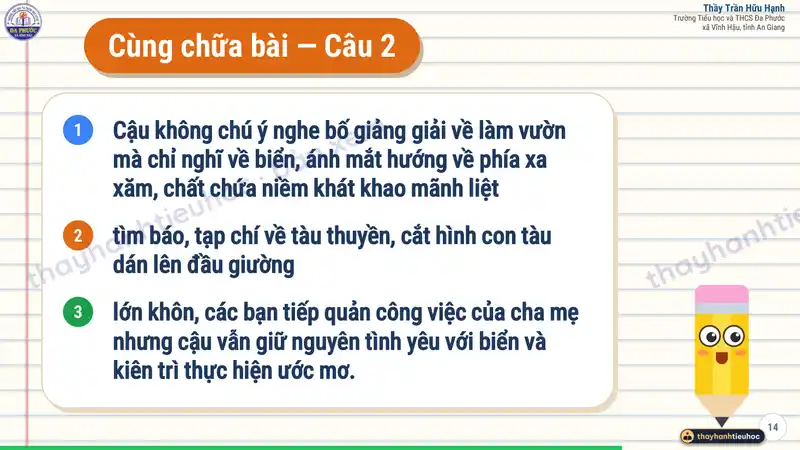 Thầy Trần Hữu Hạnh
Trường Tiểu học và THCS Đa Phước
xã Vĩnh Hậu, tỉnh An Giang
ĐA PHƯỚC
Cùng chữa bài – Câu 2
1 Cậu không chú ý nghe bố giảng giải về làm vườn
mà chỉ nghĩ về biển, ánh mắt hướng về phía xa
xăm, chất chứa niềm khát khao mãnh liệt
2 tìm báo, tạp chí về tàu thuyền, cắt hình con tàu
dán lên đầu giường
3 lớn khôn, các bạn tiếp quản công việc của cha mẹ
nhưng cậu vẫn giữ nguyên tình yêu với biển và
kiên trì thực hiện ước mơ.
thayhanhtieuhoc
14